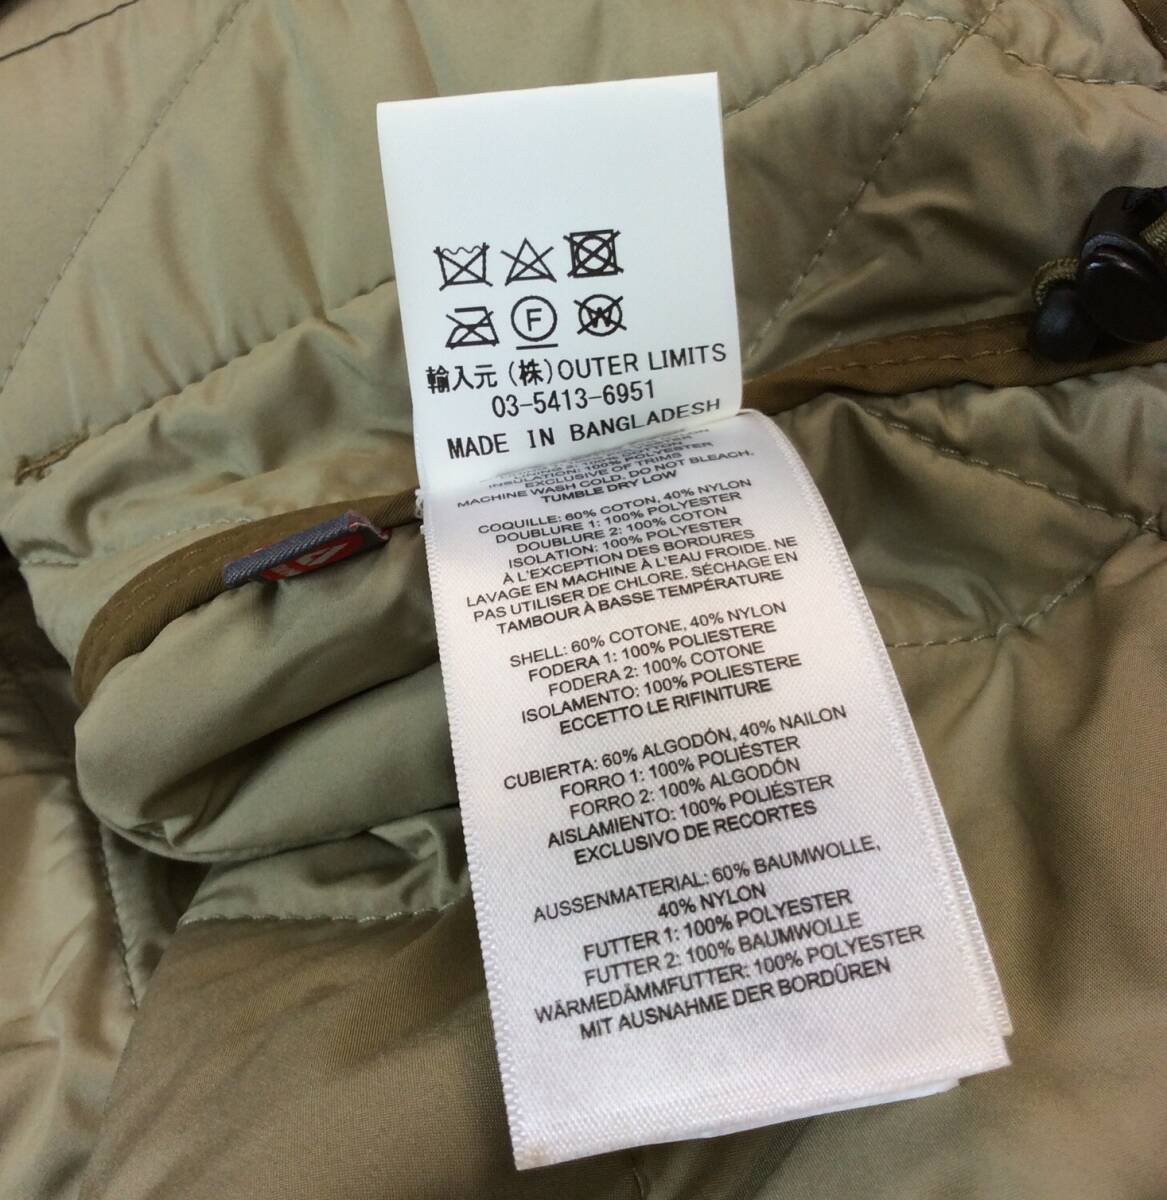 F
W
輸入元 (株)OUTER LIMITS
03-5413-6951
MADE IN BANGLADESH
INSULATION: 100% POLYESTER
EXCLUSIVE OF TRIMS
MACHINE WASH COLD. DO NOT BLEACH.
TUMBLE DRY LOW
COQUILLE: 60% COTON, 40% NYLON
DOUBLURE 1: 100% POLYESTER
DOUBLURE 2: 100% COTON
ISOLATION: 100% POLYESTER
À L'EXCEPTION DES BORDURES
LAVAGE EN MACHINE À L'EAU FROIDE. NE
PAS UTILISER DE CHLORE. SÉCHAGE EN
TAMBOUR À BASSE TEMPÉRATURE
SHELL: 60% COTONE, 40% NYLON
FODERA 1: 100% POLIESTERE
FODERA 2: 100% COTONE
ISOLAMENTO: 100% POLIESTERE
ECCETTO LE RIFINITURE
CUBIERTA: 60% ALGODÓN, 40% NAILON
FORRO 1: 100% POLIÉSTER
FORRO 2: 100% ALGODÓN
AISLAMIENTO: 100% POLIÉSTER
EXCLUSIVO DE RECORTES
AUSSENMATERIAL: 60% BAUMWOLLE,
40% NYLON
FUTTER 1: 100% POLYESTER
FUTTER 2: 100% BAUMWOLLE
WÄRMEDÄMMFUTTER: 100% POLYESTER
MIT AUSNAHME DER BORDÜREN